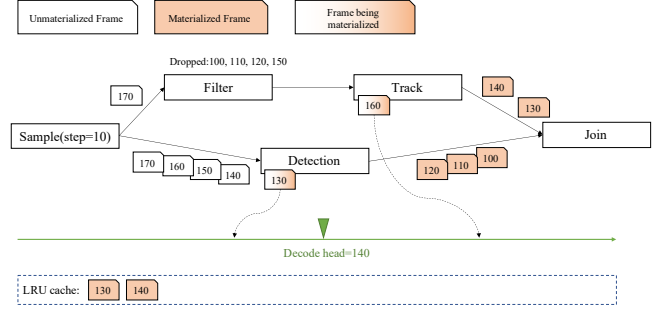 Unmaterialized Frame
Materialized Frame
Frame being
materialized
Dropped:100, 110, 120, 150
170
Filter
Track
140
160
130
Sample(step=10)
Join
170
160
150
140
Detection
130
120
110
100
Decode head=140
LRU cache:
130
140